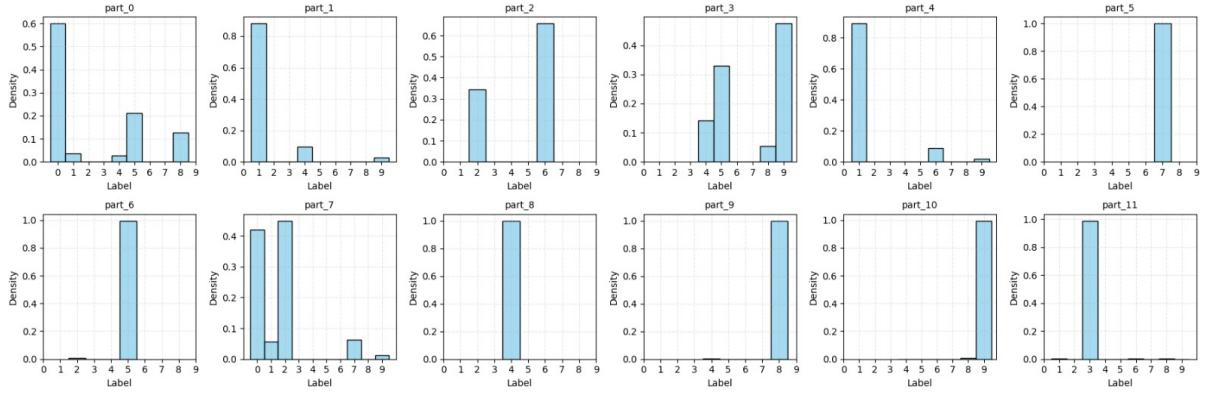 part_0
0.6
0.5
0.4
0.3
0.2
0.1
0.0
Density
0 1 2 3 4 5 6 7 8 9
Label
part_1
0.8
0.6
0.4
0.2
0.0
Density
0 1 2 3 4 5 6 7 8 9
Label
part_2
0.6
0.5
0.4
0.3
0.2
0.1
0.0
Density
0 1 2 3 4 5 6 7 8 9
Label
part_3
0.4
0.3
0.2
0.1
0.0
Density
0 1 2 3 4 5 6 7 8 9
Label
part_4
0.8
0.6
0.4
0.2
0.0
Density
0 1 2 3 4 5 6 7 8 9
Label
part_5
1.0
0.8
0.6
0.4
0.2
0.0
Density
0 1 2 3 4 5 6 7 8 9
Label
part_6
1.0
0.8
0.6
0.4
0.2
0.0
Density
0 1 2 3 4 5 6 7 8 9
Label
part_7
0.4
0.3
0.2
0.1
0.0
Density
0 1 2 3 4 5 6 7 8 9
Label
part_8
1.0
0.8
0.6
0.4
0.2
0.0
Density
0 1 2 3 4 5 6 7 8 9
Label
part_9
1.0
0.8
0.6
0.4
0.2
0.0
Density
0 1 2 3 4 5 6 7 8 9
Label
part_10
1.0
0.8
0.6
0.4
0.2
0.0
Density
0 1 2 3 4 5 6 7 8 9
Label
part_11
1.0
0.8
0.6
0.4
0.2
0.0
Density
0 1 2 3 4 5 6 7 8 9
Label